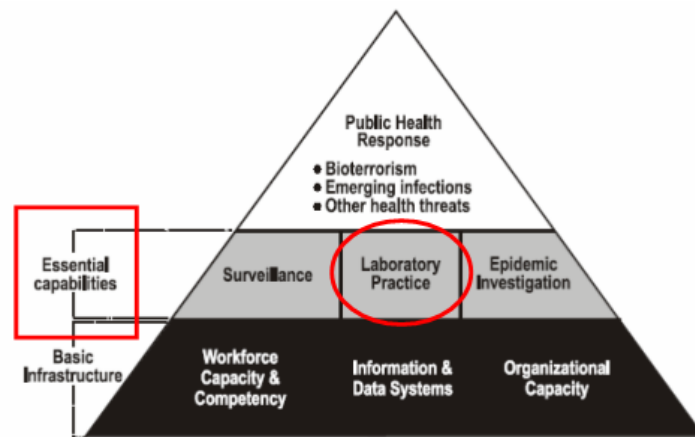 Public Health
Response
• Bioterrorism
• Emerging infections
• Other health threats
Essential
capabilities
Surveillance
Laboratory
Practice
Epidemic
Investigation
Basic
Infrastructure
Workforce
Capacity &
Competency
Information &
Data Systems
Organizational
Capacity